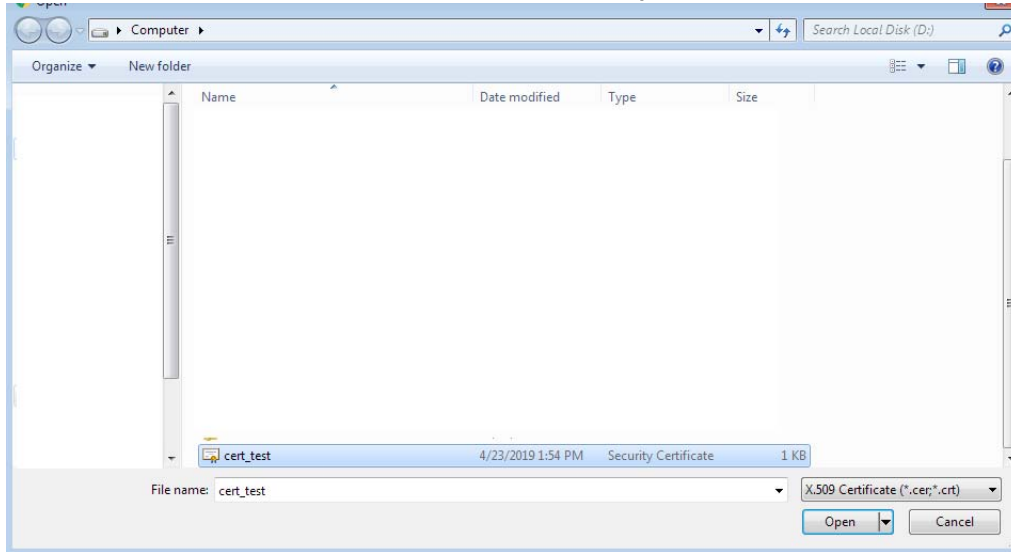 Open
Computer
Search Local Disk (D:)
Organize
New folder
Name
Date modified
Type
Size
cert_test
4/23/2019 1:54 PM
Security Certificate
1 KB
File name:
cert_test
X.509 Certificate (*.cer;*.crt)
Open
Cancel